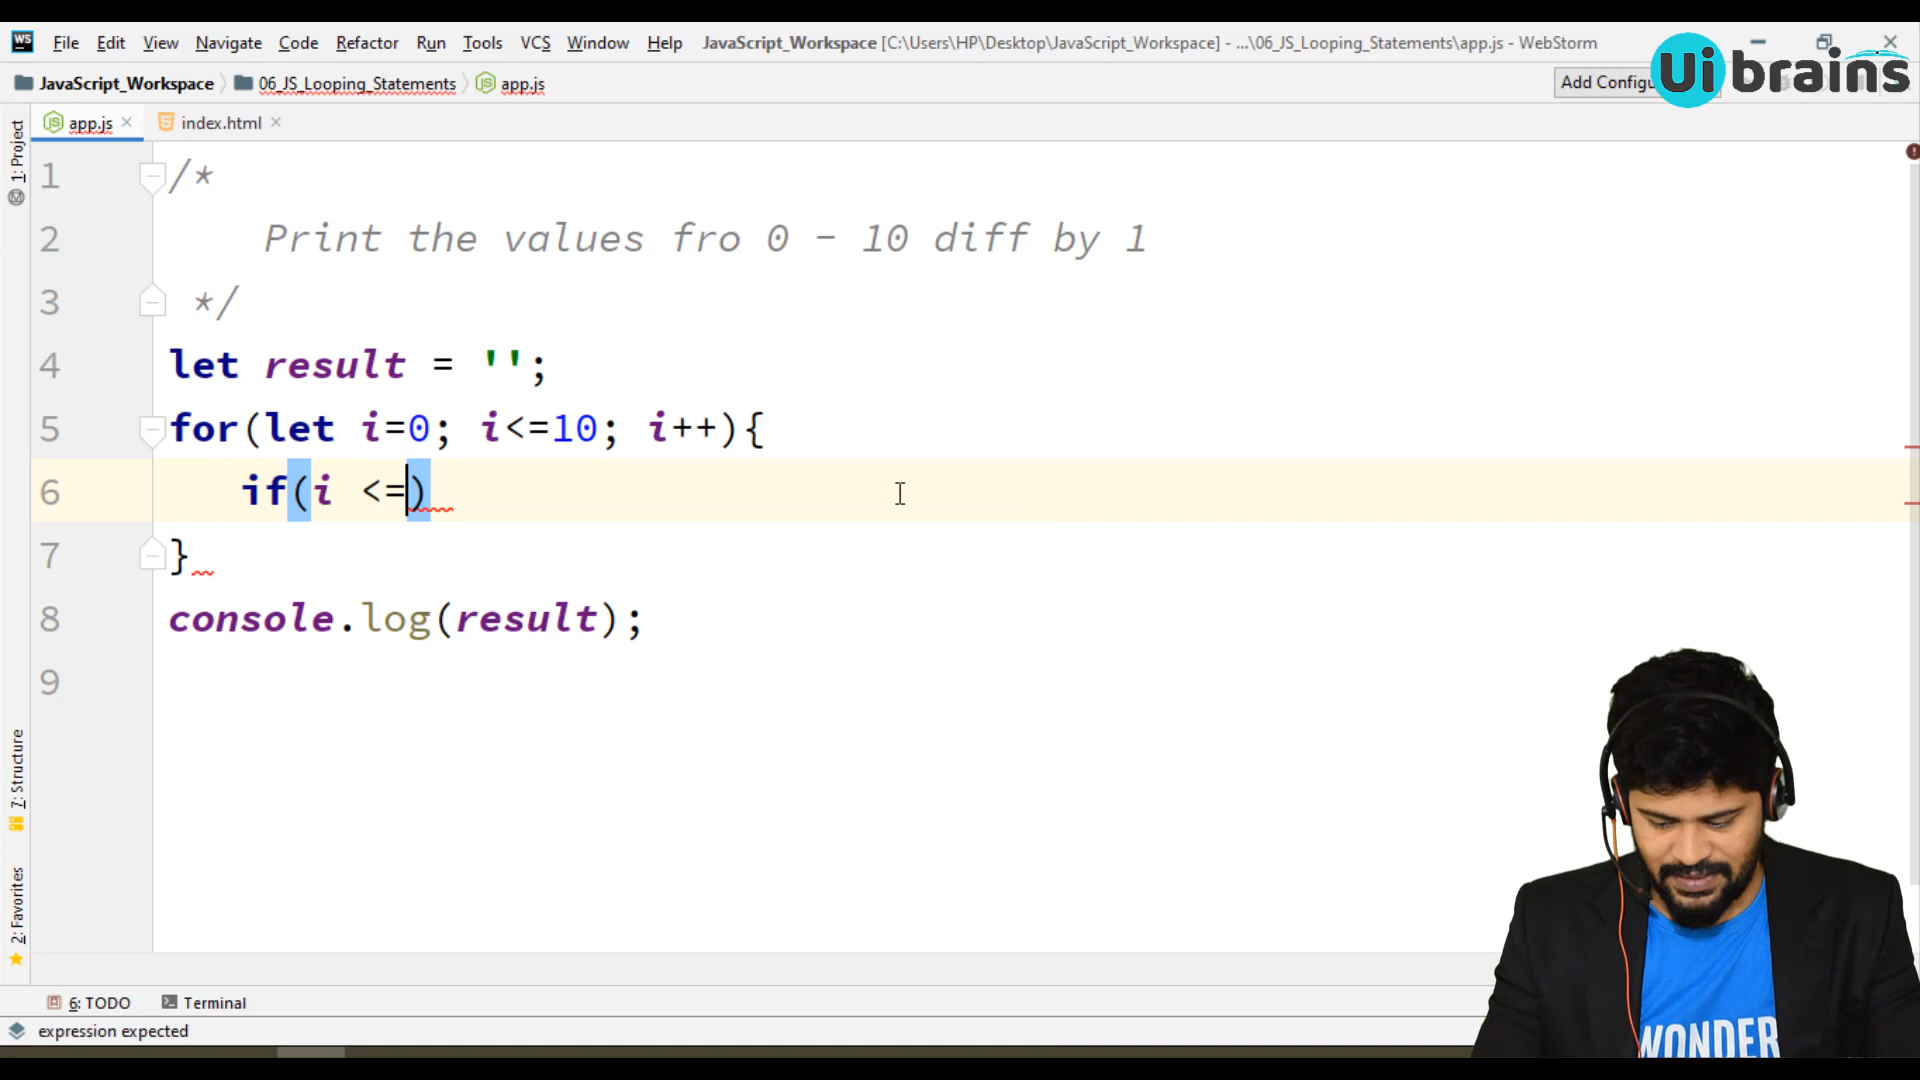 WS File Edit View Navigate Code Refactor Run Tools VCS Window Help JavaScript_Workspace [C:\Users\HP\Desktop\JavaScript_Workspace] - ...\06_JS_Looping_Statements\app.js - WebStorm
JavaScript_Workspace 06_JS_Looping_Statements app.js Add Configu
Ui brains
app.js index.html
1: Project
1 /*
2 Print the values fro 0 - 10 diff by 1
3 */
4 let result = '';
5 for(let i=0; i<=10; i++){
6 if(i <=)
7 }
8 console.log(result);
9
7: Structure
2: Favorites
6: TODO Terminal
expression expected
WONDER